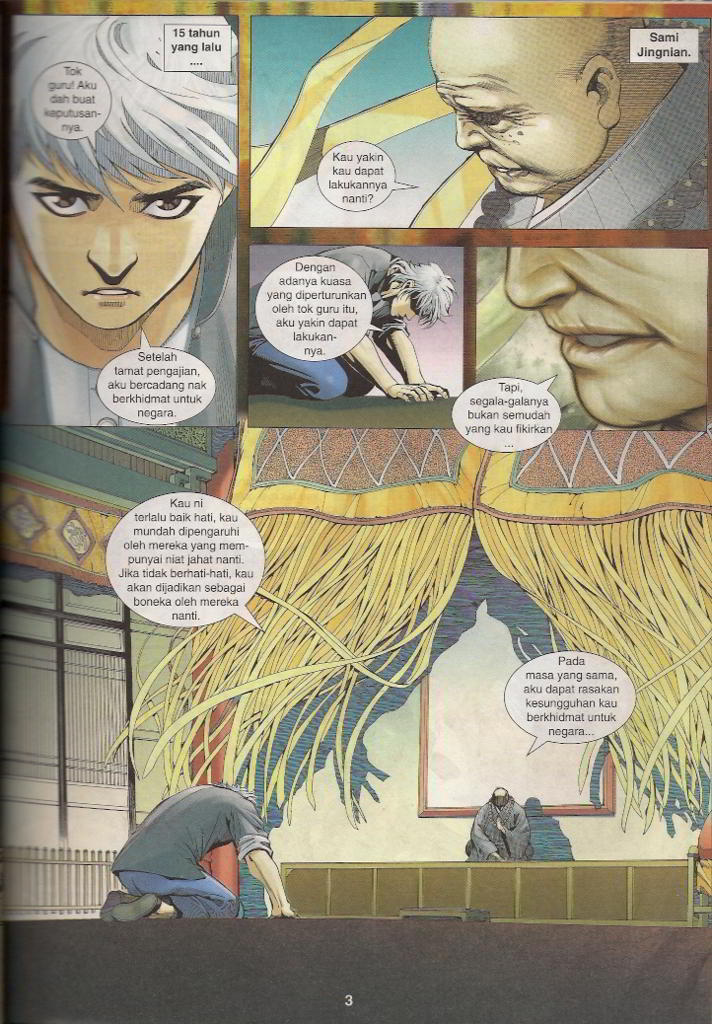 15 tahun
yang lalu
....
Tok
guru! Aku
dah buat
keputusan-
nya.
Setelah
tamat pengajian,
aku bercadang nak
berkhidmat untuk
negara.
Sami
Jingnian.
Kau yakin
kau dapat
lakukannya
nanti?
Dengan
adanya kuasa
yang diperturunkan
oleh tok guru itu,
aku yakin dapat
lakukan-
nya.
Tapi,
segala-galanya
bukan semudah
yang kau fikirkan
...
Kau ni
terlalu baik hati, kau
mundah dipengaruhi
oleh mereka yang mem-
punyai niat jahat nanti.
Jika tidak berhati-hati, kau
akan dijadikan sebagai
boneka oleh mereka
nanti.
Pada
masa yang sama,
aku dapat rasakan
kesungguhan kau
berkhidmat untuk
negara...
3